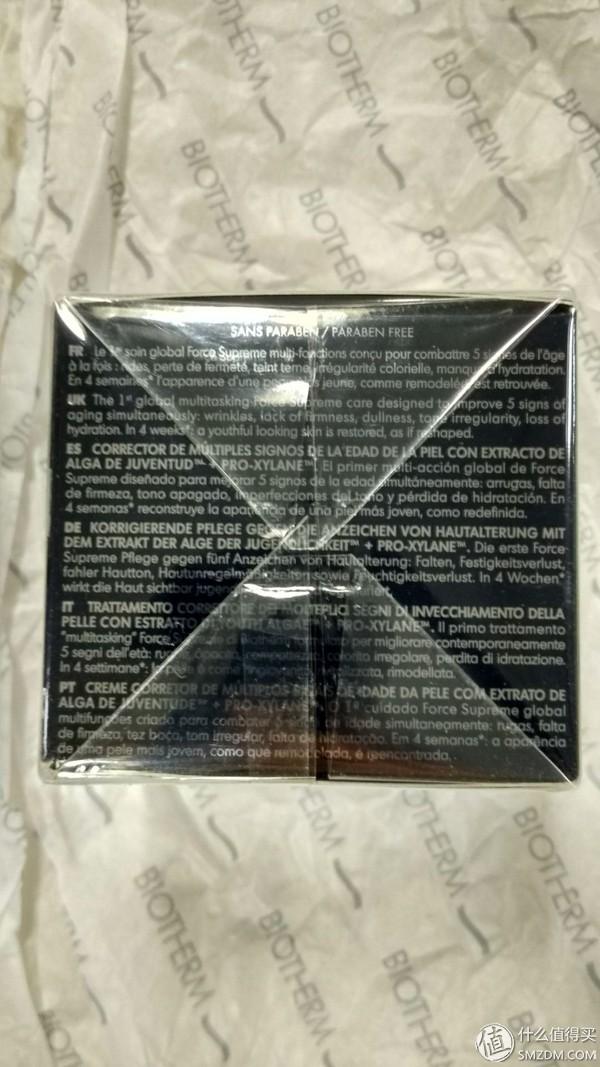 SANS PARABEN / PARABEN FREE
FR Le 1er soin global Force Supreme multi-fonctions conçu pour combattre 5 signes de l'âge
à la fois : rides, perte de fermeté, teint terne, irrégularité colorielle, manque d'hydratation.
En 4 semaines* l'apparence d'une peau plus jeune, comme remodelée est retrouvée.
UK The 1st global multitasking Force Supreme care designed to improve 5 signs of
aging simultaneously: wrinkles, lack of firmness, dullness, tone irregularity, loss of
hydration. In 4 weeks*: a youthful looking skin is restored, as if reshaped.
ES CORRECTOR DE MÚLTIPLES SIGNOS DE LA EDAD DE LA PIEL CON EXTRACTO DE
ALGA DE JUVENTUD™ + PRO-XYLANE™. El primer multi-acción global de Force
Supreme diseñado para mejorar 5 signos de la edad simultáneamente: arrugas, falta
de firmeza, tono apagado, imperfecciones del tono y pérdida de hidratación. En
4 semanas* reconstruye la apariencia de una piel más joven, como redefinida.
DE KORRIGIERENDE PFLEGE GEGEN DIE ANZEICHEN VON HAUTALTERUNG MIT
DEM EXTRAKT DER ALGE DER JUGENDLICHKEIT™ + PRO-XYLANE™. Die erste Force
Supreme Pflege gegen fünf Anzeichen von Hautalterung: Falten, Festigkeitsverlust,
fahler Hautton, Hautunregelmäßigkeiten sowie Feuchtigkeitsverlust. In 4 Wochen*
wirkt die Haut sichtbar
IT TRATTAMENTO CORRETTORE DEI MOLTEPLICI SEGNI DI INVECCHIAMENTO DELLA
PELLE CON ESTRATTO DI YOUTH ALGAE™ + PRO-XYLANE™. Il primo trattamento
"multitasking" Force per migliorare contemporaneamente
5 segni dell'età: colorito irregolare, perdita di idratazione.
In 4 settimane*: la pelle è rimodellata.
PT CREME CORRETOR DE MÚLTIPLOS SINAIS DE IDADE DA PELE COM EXTRATO DE
ALGA DE JUVENTUDE™ + PRO-XYLANE™. O 1º cuidado Force Supreme global
multifunções criado para combater 5 sinais de idade simultaneamente: rugas, falta
de firmeza, tez baça, tom irregular, falta de hidratação. Em 4 semanas*: a aparência
de uma pele mais jovem, como que remodelada, é reencontrada.
BIOTHERM
BIOTHERM
BIOTHERM
BIOTHERM
BIOTHERM
BIOTHERM
BIOTHERM
BIOTHERM
值 什么值得买
SMZDM.COM